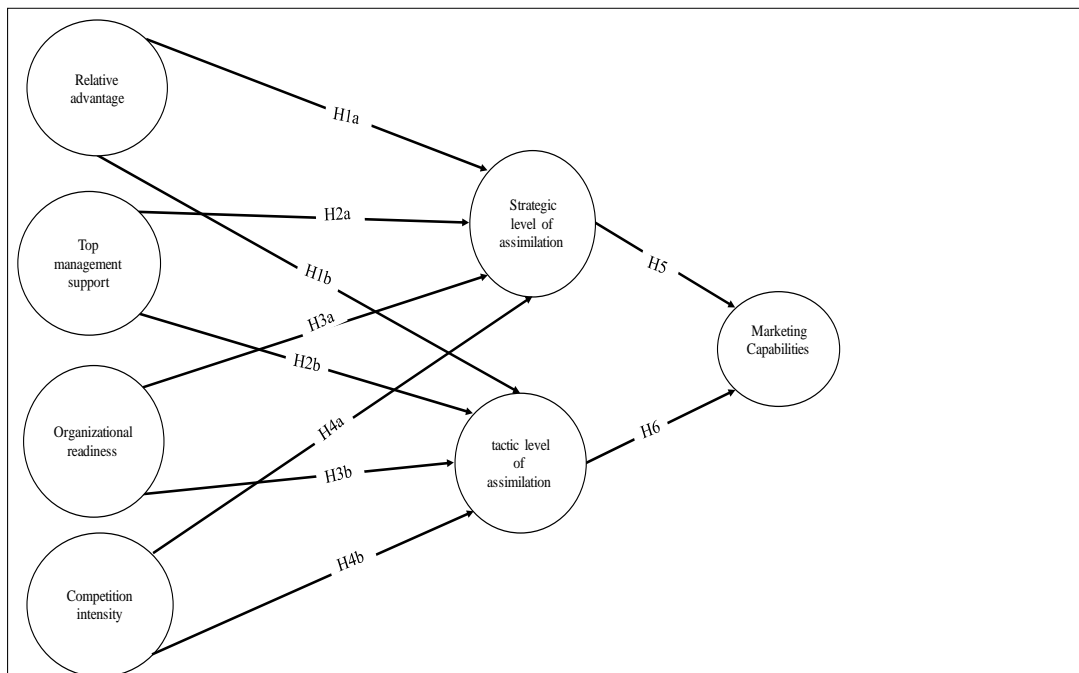 Relative
advantage
H1a
Strategic
level of
assimilation
H2a
Top
management
support
H1b
H5
H3a
Marketing
Capabilities
H2b
Organizational
readiness
H4a
tactic level
of
assimilation
H6
H3b
H4b
Competition
intensity